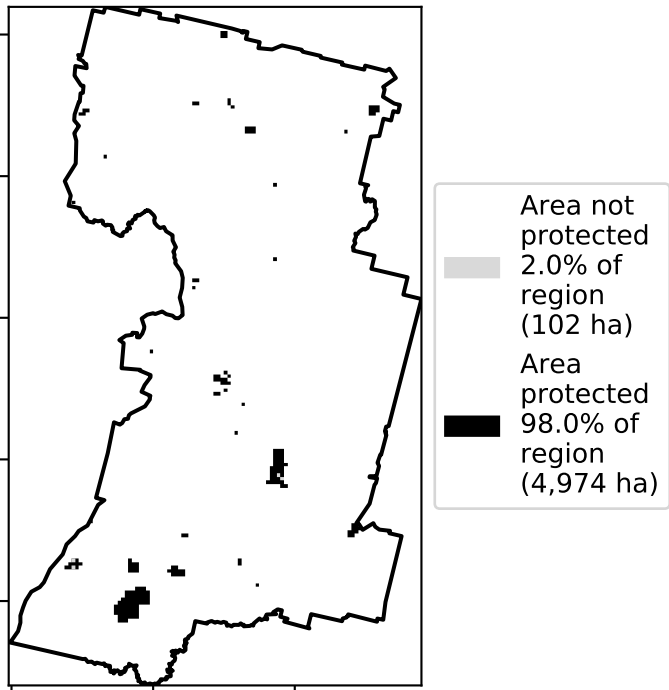 Area not
protected
2.0% of
region
(102 ha)
Area
protected
98.0% of
region
(4,974 ha)